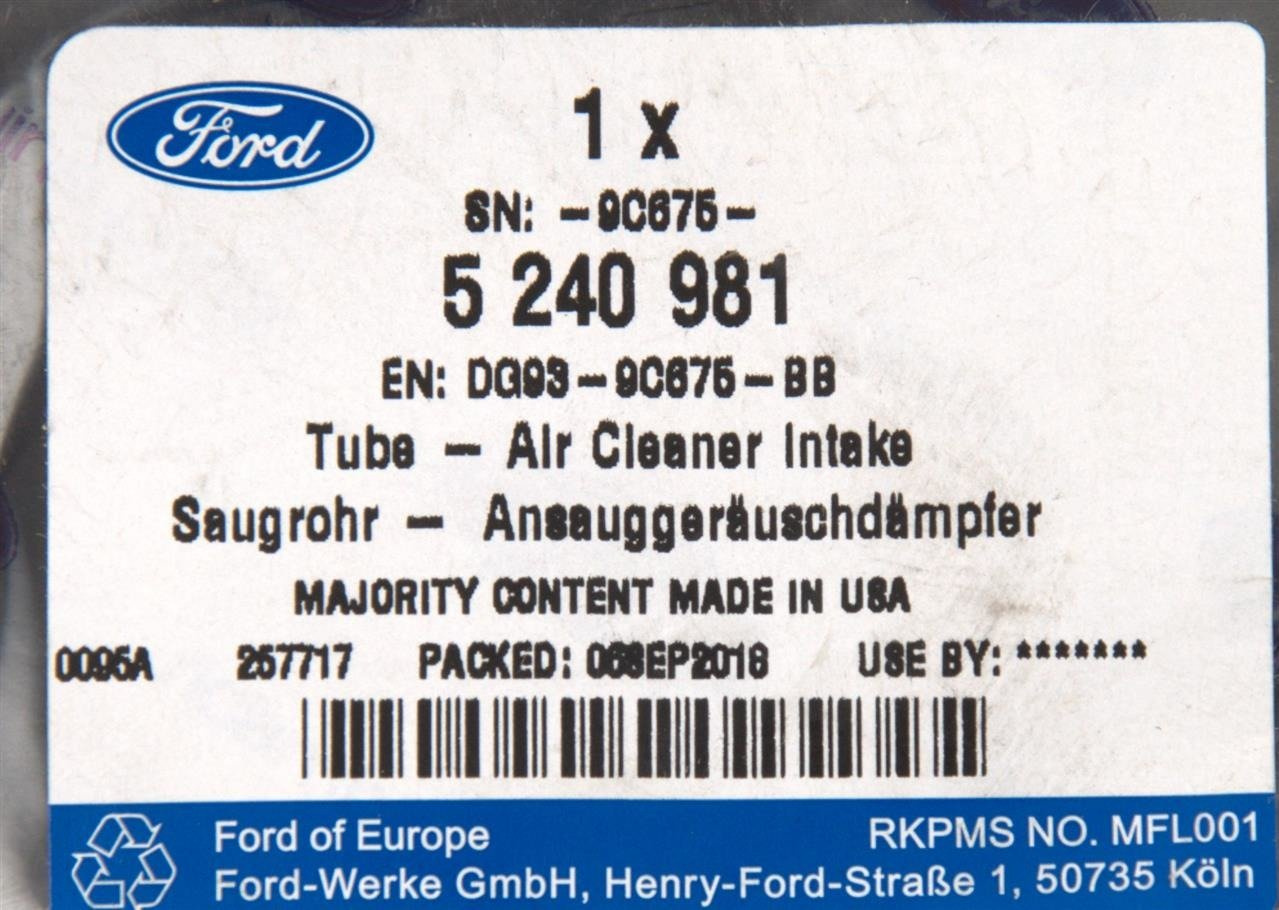 Ford
1 x
SN: -9C675-
5 240 981
EN: DG93-9C675-BB
Tube - Air Cleaner Intake
Saugrohr - Ansauggeräuschdämpfer
MAJORITY CONTENT MADE IN USA
0095A 257717 PACKED: 06SEP2016 USE BY: *******
Ford of Europe RKPMS NO. MFL001
Ford-Werke GmbH, Henry-Ford-Straße 1, 50735 Köln